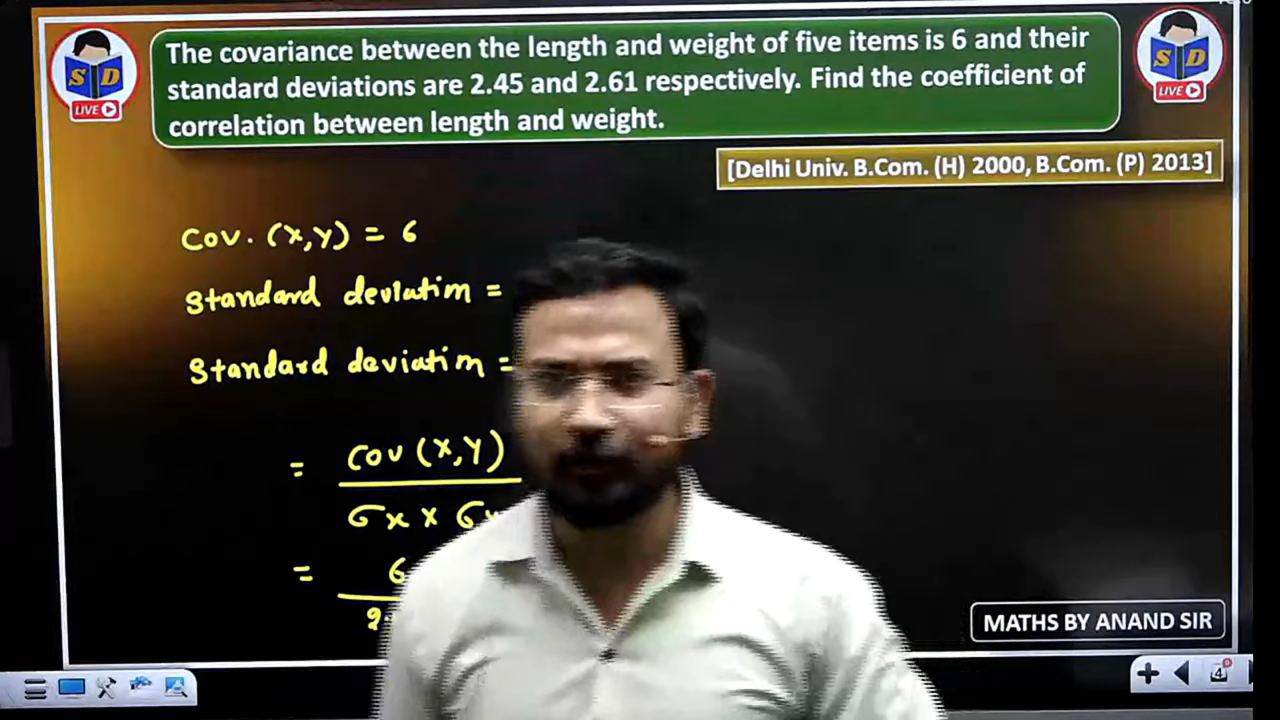 The covariance between the length and weight of five items is 6 and their
standard deviations are 2.45 and 2.61 respectively. Find the coefficient of
correlation between length and weight.
[Delhi Univ. B.Com. (H) 2000, B.Com. (P) 2013]
S D
LIVE
S D
LIVE
Cov. (x,y) = 6
Standard deviation =
Standard deviation =
= Cov (x,y)
σx x σ
= 6
MATHS BY ANAND SIR
4